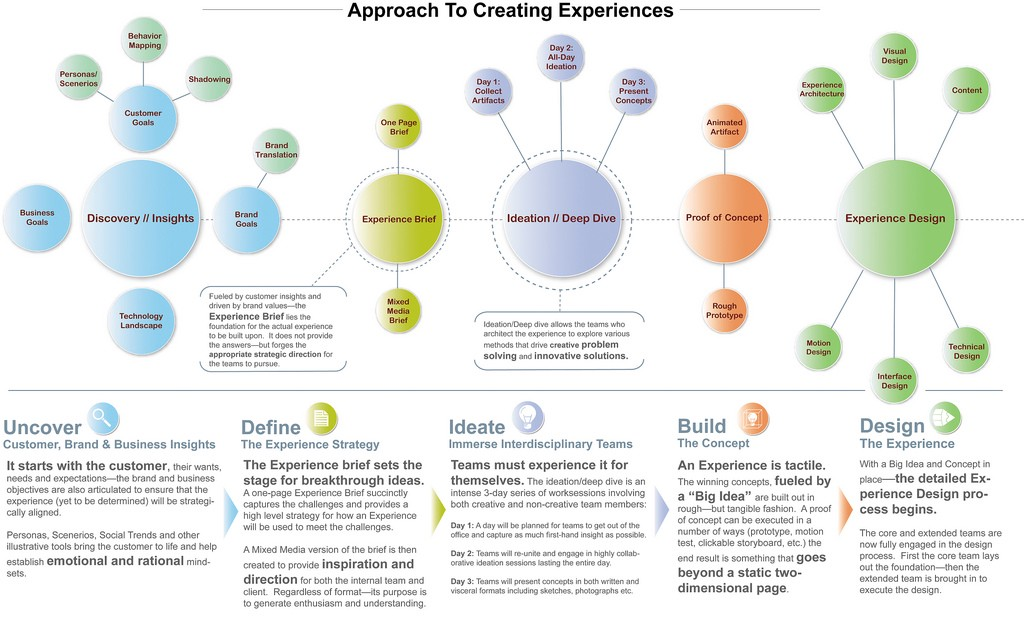 Approach To Creating Experiences
Behavior
Mapping
Personas/
Scenerios
Shadowing
Customer
Goals
Brand
Translation
Business
Goals
Discovery // Insights
Brand
Goals
Technology
Landscape
One Page
Brief
Experience Brief
Mixed
Media
Brief
Fueled by customer insights and
driven by brand values—the
Experience Brief lies the
foundation for the actual experience
to be built upon. It does not provide
the answers—but forges the
appropriate strategic direction for
the teams to pursue.
Day 1:
Collect
Artifacts
Day 2:
All-Day
Ideation
Day 3:
Present
Concepts
Ideation // Deep Dive
Ideation/Deep dive allows the teams who
architect the experience to explore various
methods that drive creative problem
solving and innovative solutions.
Animated
Artifact
Proof of Concept
Rough
Prototype
Visual
Design
Experience
Architecture
Content
Experience Design
Motion
Design
Technical
Design
Interface
Design
Uncover
Customer, Brand & Business Insights
It starts with the customer, their wants,
needs and expectations—the brand and business
objectives are also articulated to ensure that the
experience (yet to be determined) will be strategi-
cally aligned.
Personas, Scenerios, Social Trends and other
illustrative tools bring the customer to life and help
establish emotional and rational mind-
sets.
Define
The Experience Strategy
The Experience brief sets the
stage for breakthrough ideas.
A one-page Experience Brief succinctly
captures the challenges and provides a
high level strategy for how an Experience
will be used to meet the challenges.
A Mixed Media version of the brief is then
created to provide inspiration and
direction for both the internal team and
client. Regardless of format—its purpose is
to generate enthusiasm and understanding.
Ideate
Immerse Interdisciplinary Teams
Teams must experience it for
themselves. The ideation/deep dive is an
intense 3-day series of worksessions involving
both creative and non-creative team members:
Day 1: A day will be planned for teams to get out of the
office and capture as much first-hand insight as possible.
Day 2: Teams will re-unite and engage in highly collab-
orative ideation sessions lasting the entire day.
Day 3: Teams will present concepts in both written and
visceral formats including sketches, photographs etc.
Build
The Concept
An Experience is tactile.
The winning concepts, fueled by
a “Big Idea” are built out in
rough—but tangible fashion. A proof
of concept can be executed in a
number of ways (prototype, motion
test, clickable storyboard, etc.) the
end result is something that goes
beyond a static two-
dimensional page.
Design
The Experience
With a Big Idea and Concept in
place—the detailed Ex-
perience Design pro-
cess begins.
The core and extended teams are
now fully engaged in the design
process. First the core team lays
out the foundation—then the
extended team is brought in to
execute the design.